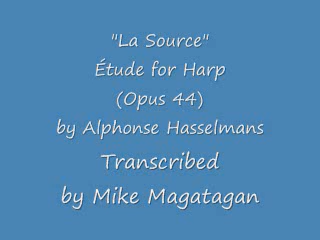 "La Source"
Étude for Harp
(Opus 44)
by Alphonse Hasselmans
Transcribed
by Mike Magatagan